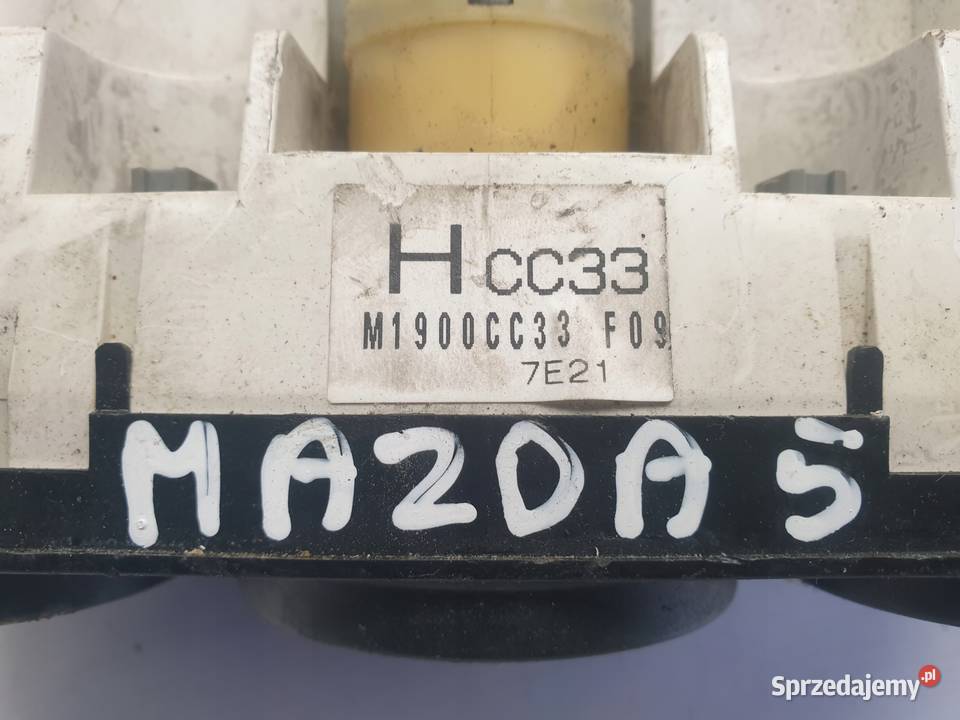 H CC33
M1900CC33 F09
7E21
MAZDA 5
Sprzedajemy.pl